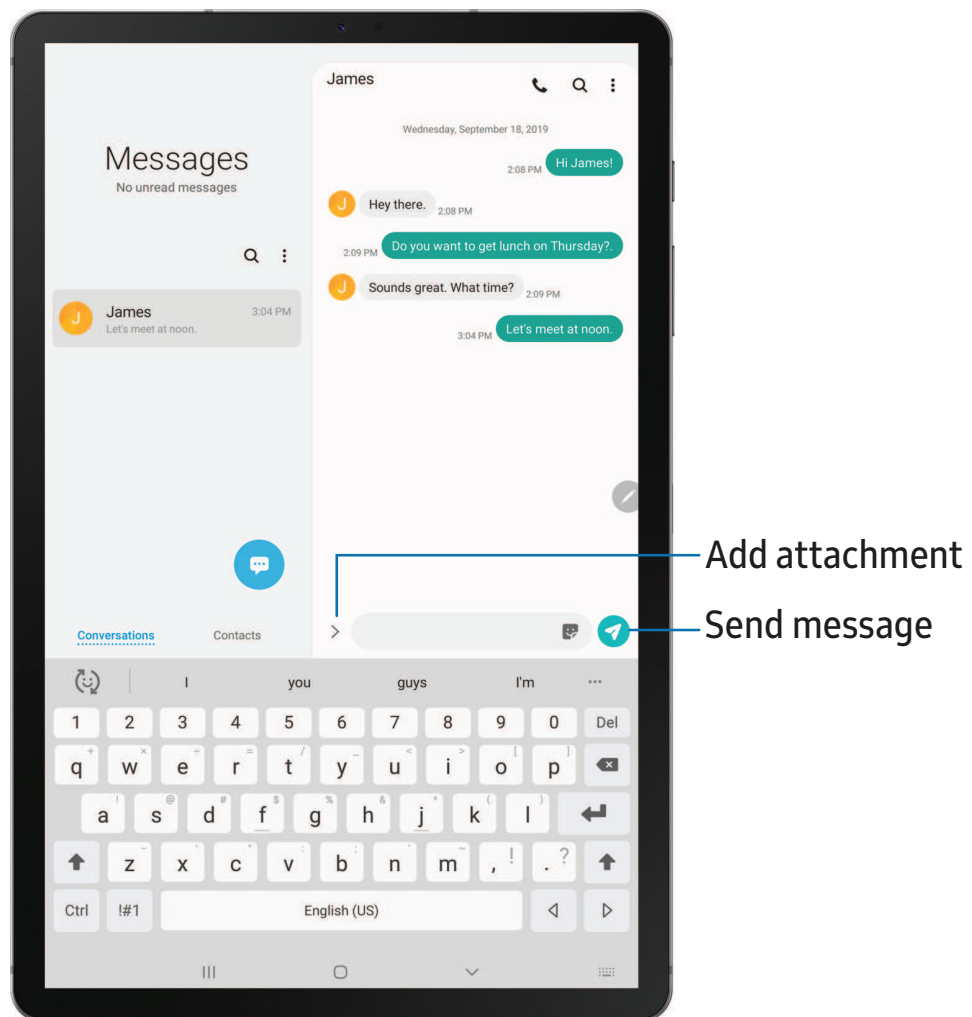 James
Wednesday, September 18, 2019
2:08 PM Hi James!
J Hey there. 2:08 PM
2:09 PM Do you want to get lunch on Thursday?.
J Sounds great. What time? 2:09 PM
3:04 PM Let's meet at noon.
Messages
No unread messages
J James 3:04 PM
Let's meet at noon.
Conversations Contacts
Add attachment
Send message
I you guys I'm ...
1 2 3 4 5 6 7 8 9 0 Del
q + w × e ÷ r = t / y _ u < i > o [ p ]
a ! s @ d # f $ g % h & j * k ( l )
z - x ' c " v : b ; n ' m ~ , ! . ?
Ctrl !#1 English (US)